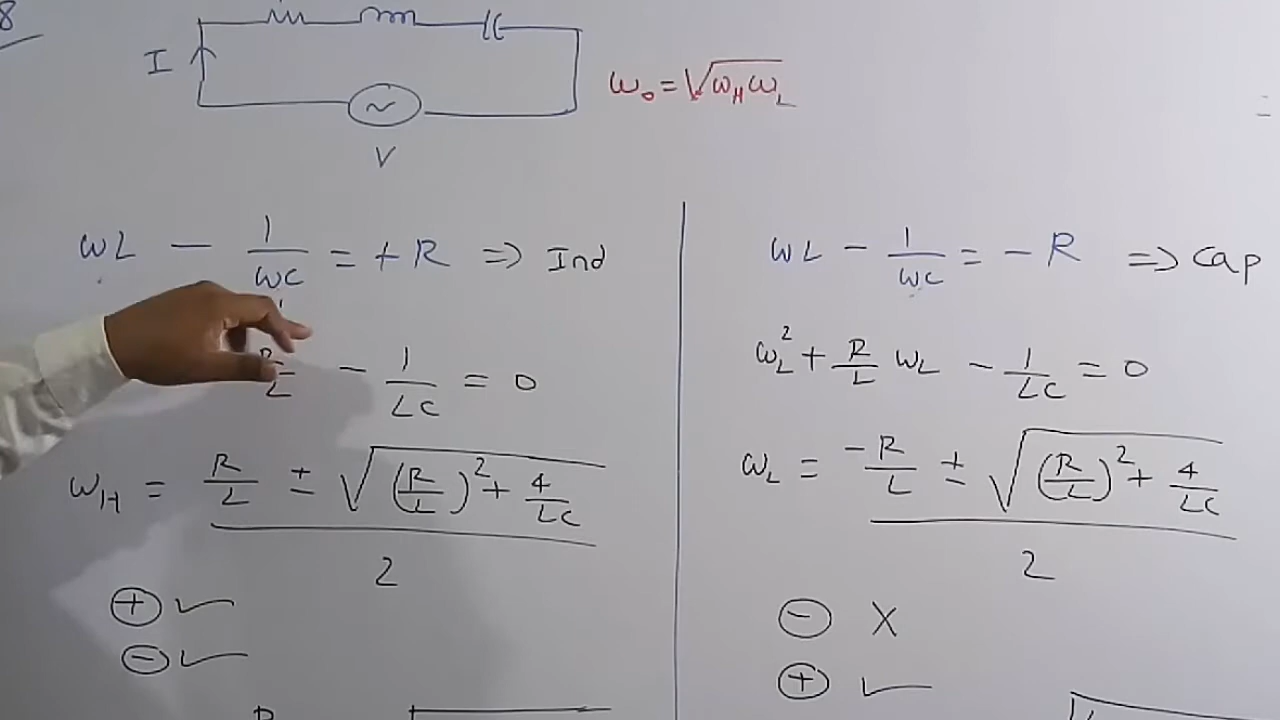 8
I
V
ω₀ = √ω_H ω_L
=
ωL − 1/ωC = + R ⇒ Ind
R/L − 1/LC = 0
ω_H = (R/L ± √((R/L)² + 4/LC)) / 2
⊕ ✓
⊖ ✓
R
ωL − 1/ωC = − R ⇒ Cap
ω_L² + R/L ω_L − 1/LC = 0
ω_L = (−R/L ± √((R/L)² + 4/LC)) / 2
⊖ X
⊕ ✓